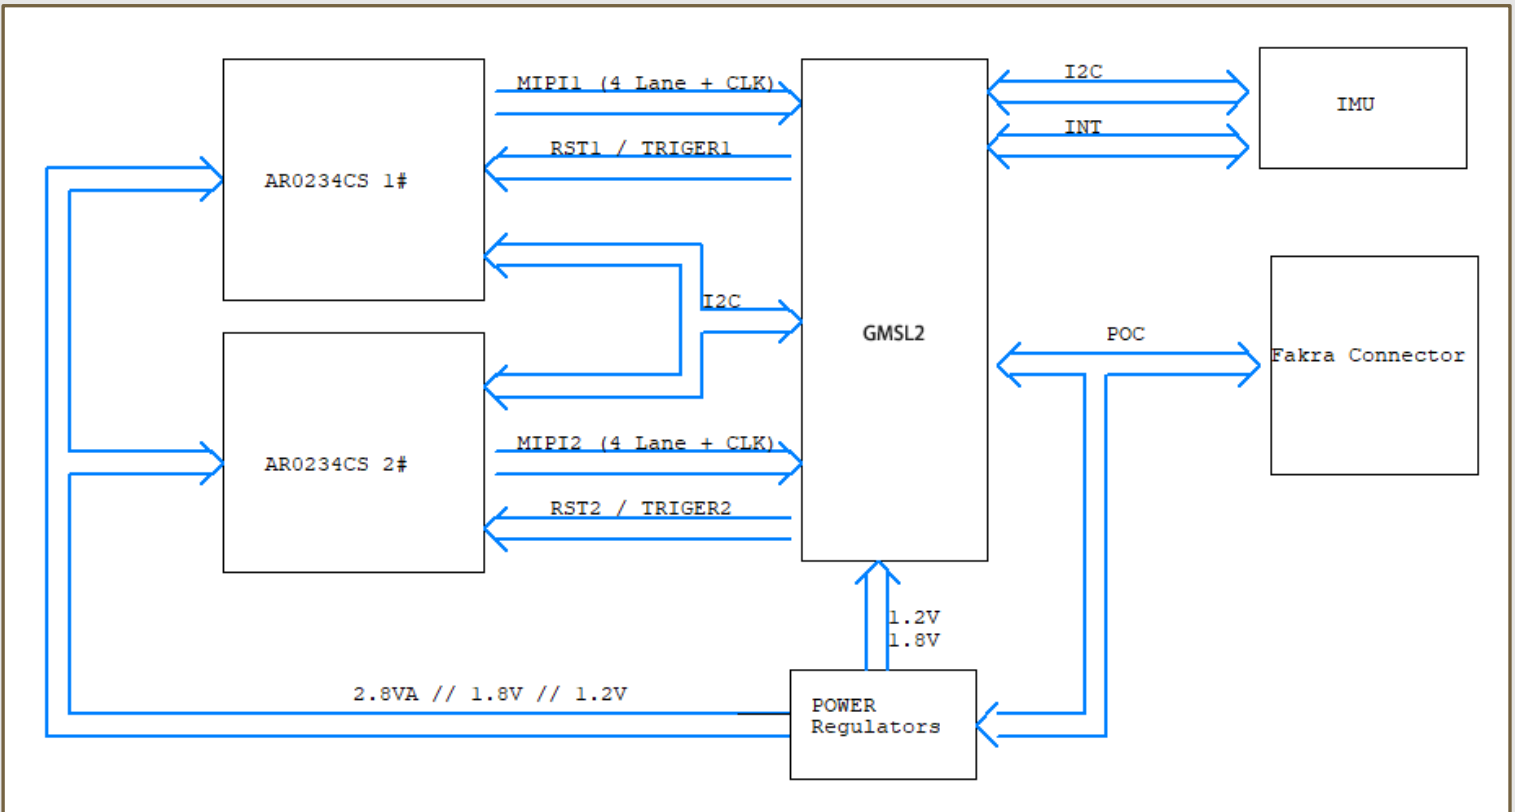 MIPI1 (4 Lane + CLK)
I2C
IMU
INT
RST1 / TRIGER1
AR0234CS 1#
I2C
GMSL2
POC
Fakra Connector
MIPI2 (4 Lane + CLK)
AR0234CS 2#
RST2 / TRIGER2
1.2V
1.8V
2.8VA // 1.8V // 1.2V
POWER
Regulators